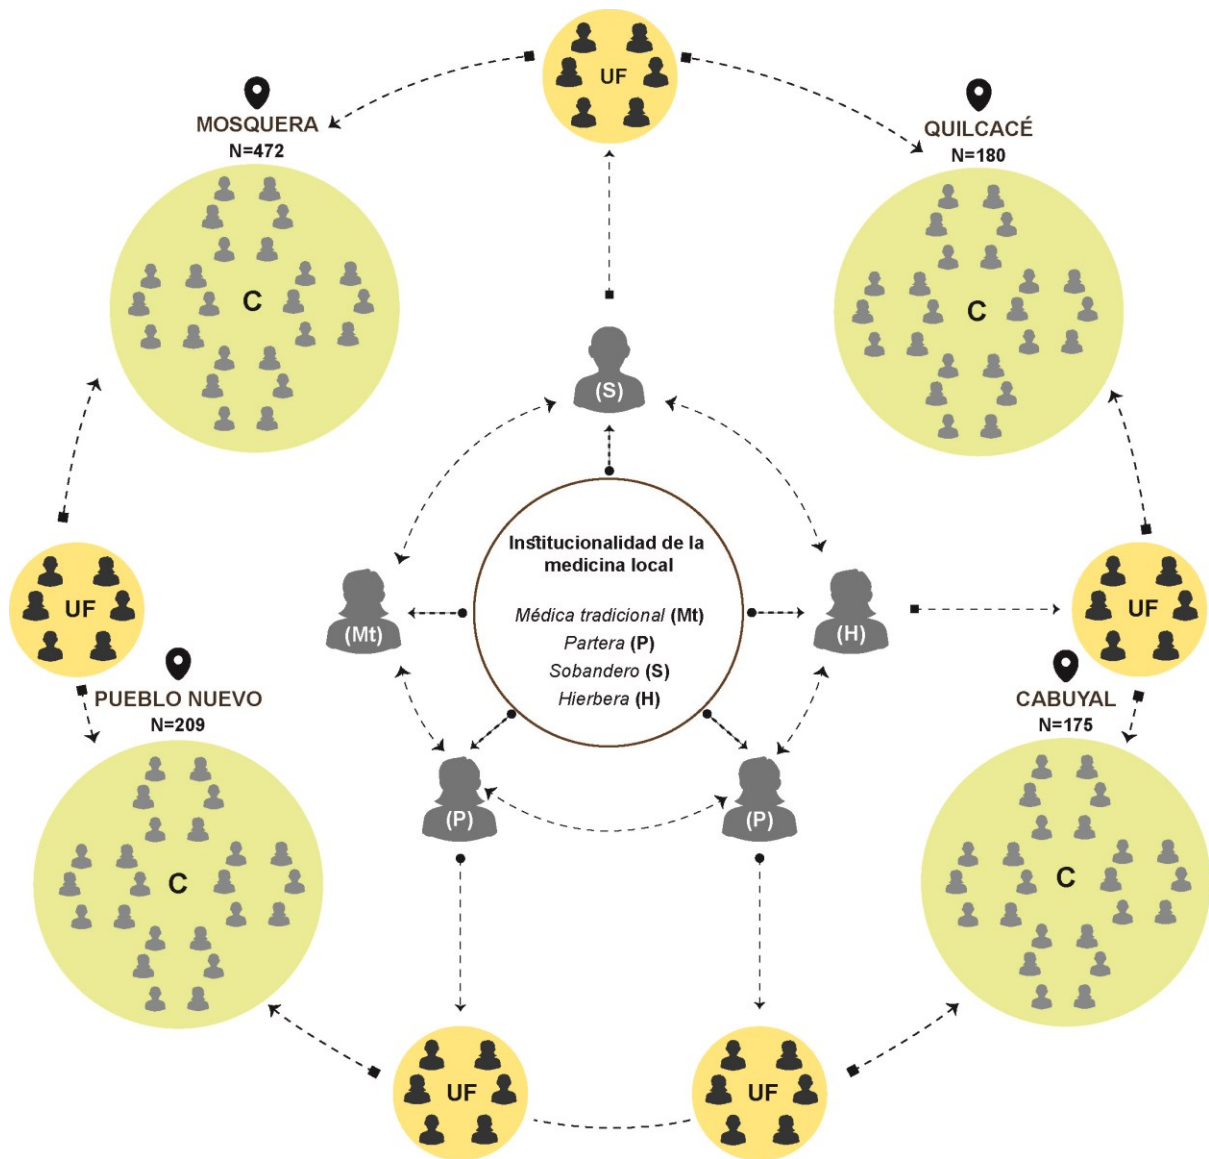 UF
MOSQUERA
N=472
QUILCACÉ
N=180
C
C
(S)
Institucionalidad de la
medicina local
Médica tradicional (Mt)
Partera (P)
Sobandero (S)
Hierbera (H)
(Mt)
(H)
UF
UF
PUEBLO NUEVO
N=209
CABUYAL
N=175
(P)
(P)
C
C
UF
UF